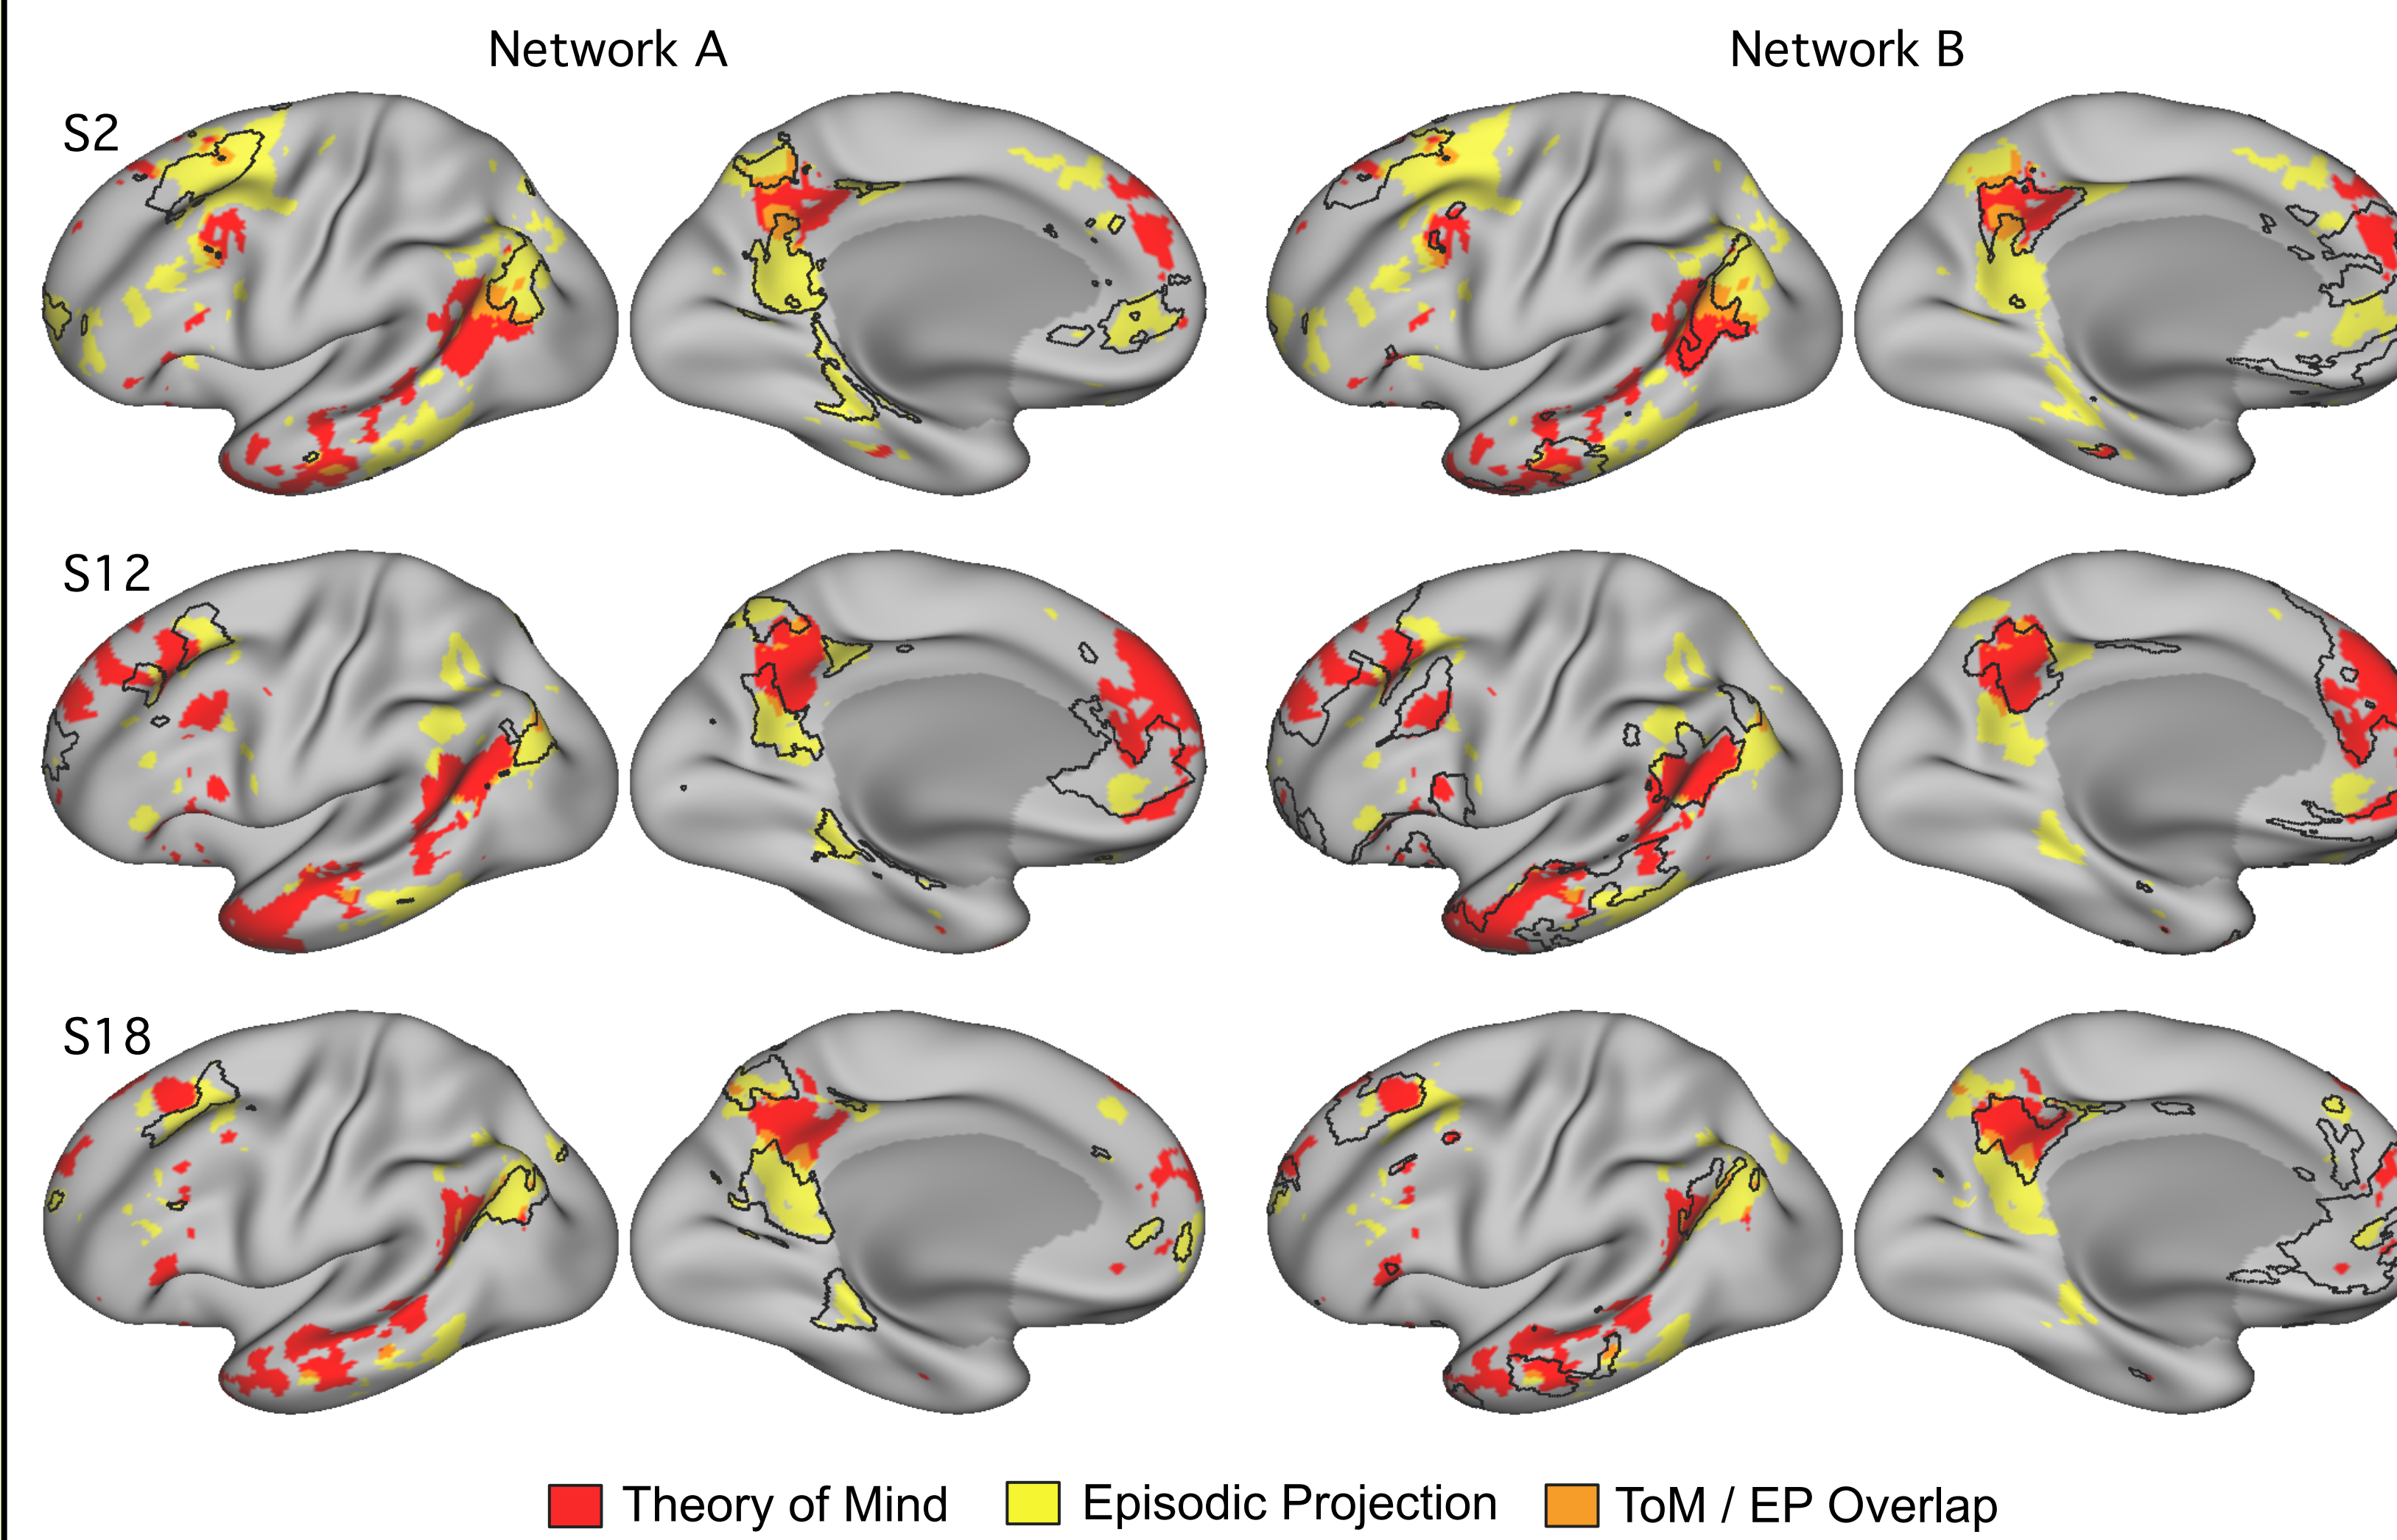 Network A
Network B
S2
S12
S18
Theory of Mind
Episodic Projection
ToM / EP Overlap